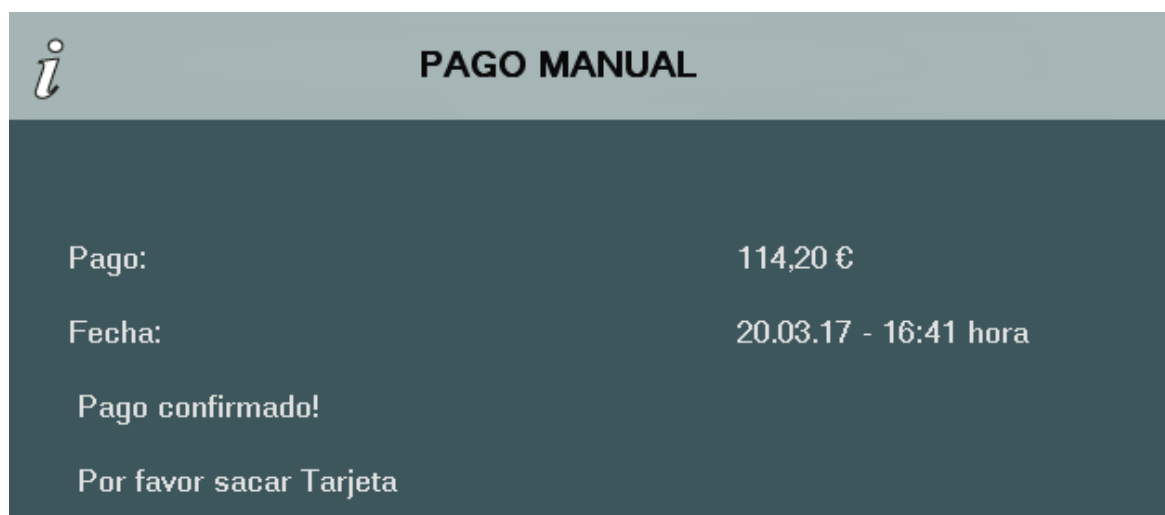 PAGO MANUAL
Pago: 114,20 €
Fecha: 20.03.17 - 16:41 hora
Pago confirmado!
Por favor sacar Tarjeta